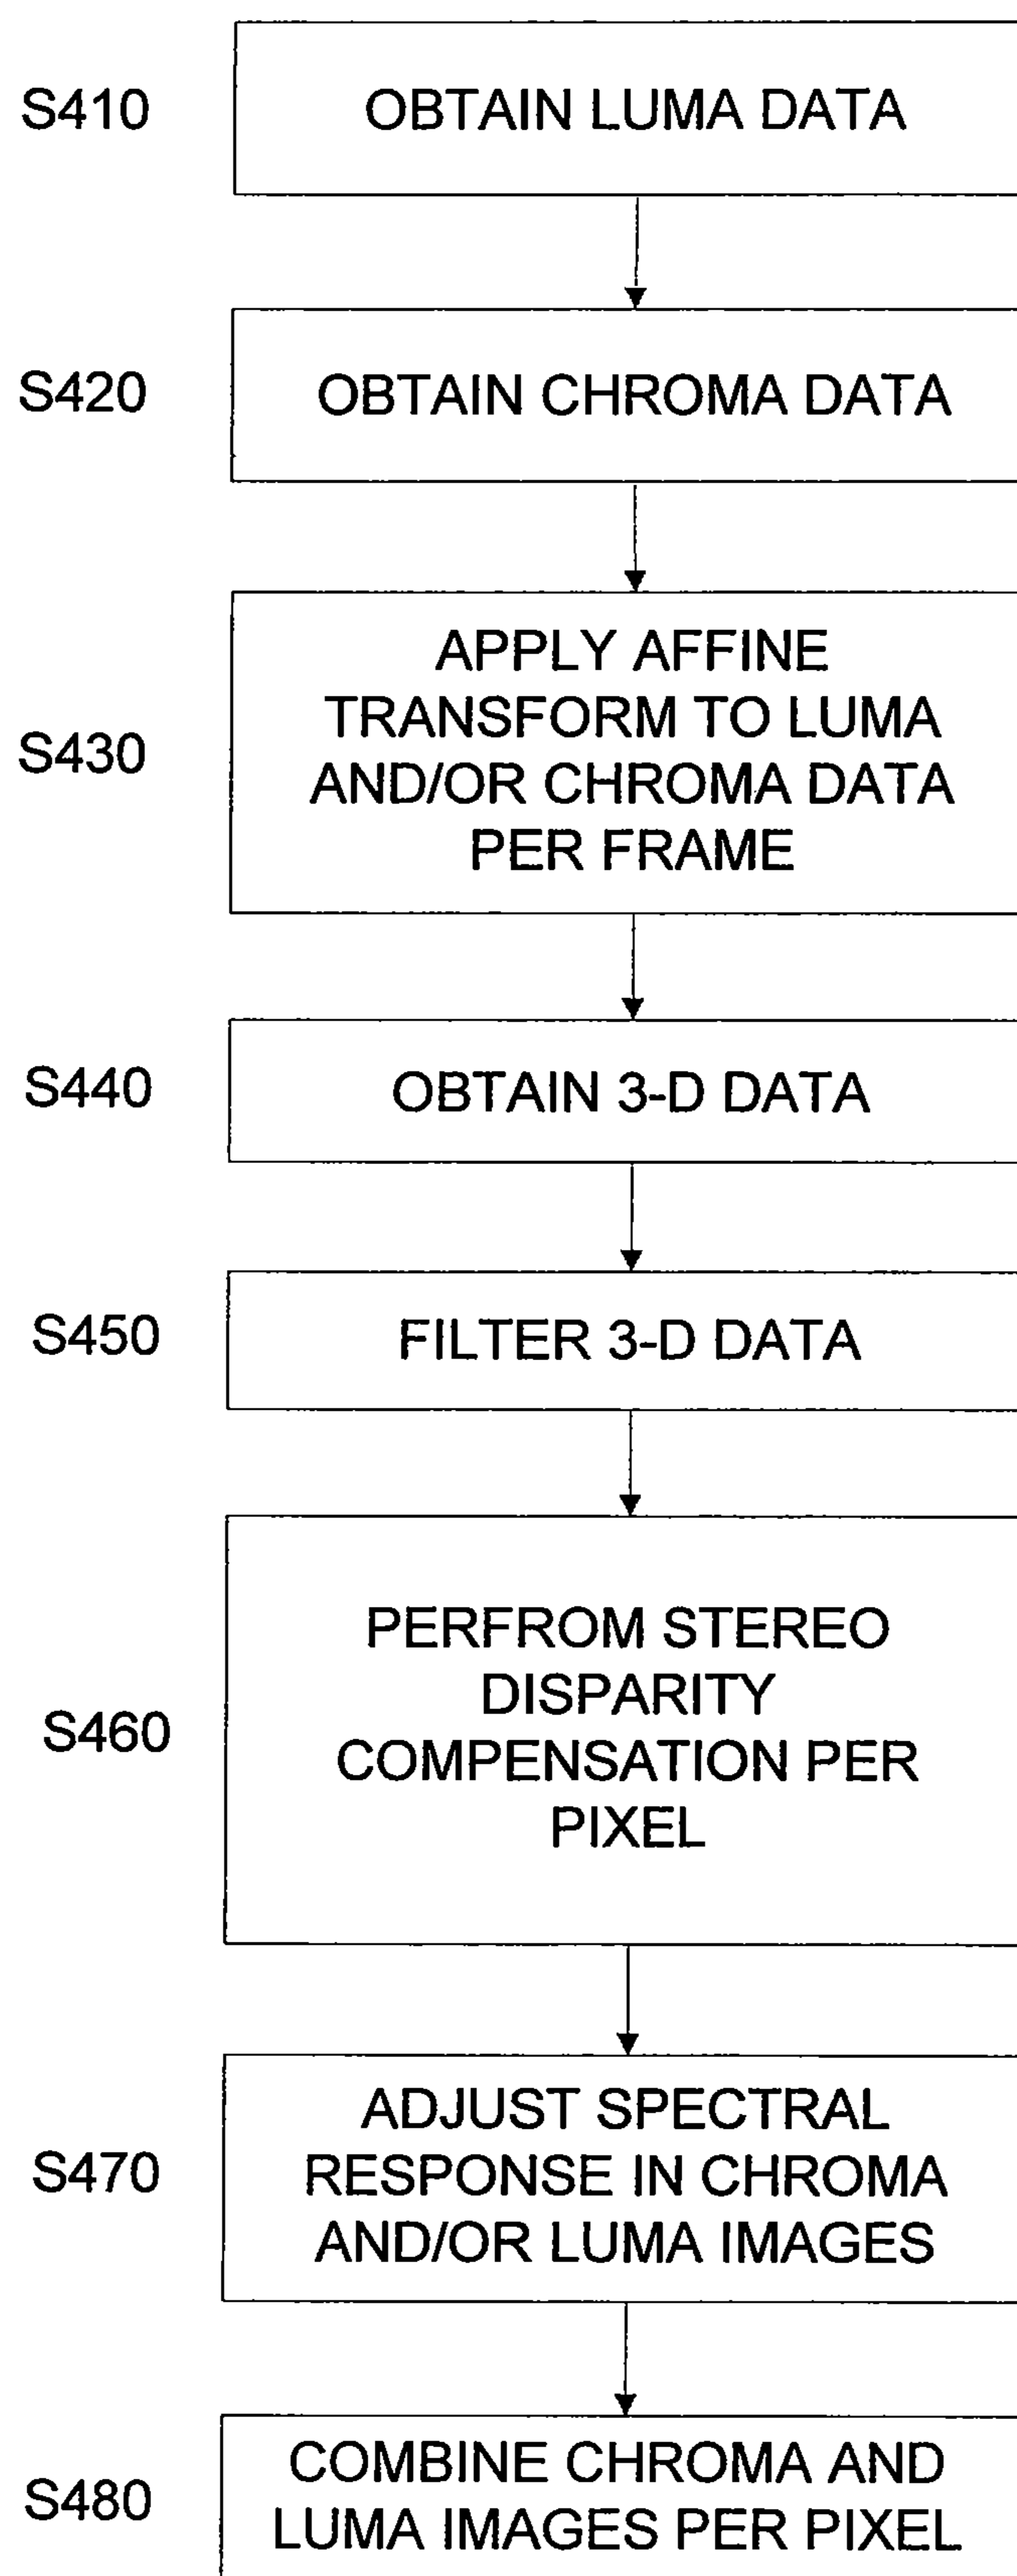 S410
OBTAIN LUMA DATA
S420
OBTAIN CHROMA DATA
S430
APPLY AFFINE
TRANSFORM TO LUMA
AND/OR CHROMA DATA
PER FRAME
S440
OBTAIN 3-D DATA
S450
FILTER 3-D DATA
S460
PERFROM STEREO
DISPARITY
COMPENSATION PER
PIXEL
S470
ADJUST SPECTRAL
RESPONSE IN CHROMA
AND/OR LUMA IMAGES
S480
COMBINE CHROMA AND
LUMA IMAGES PER PIXEL